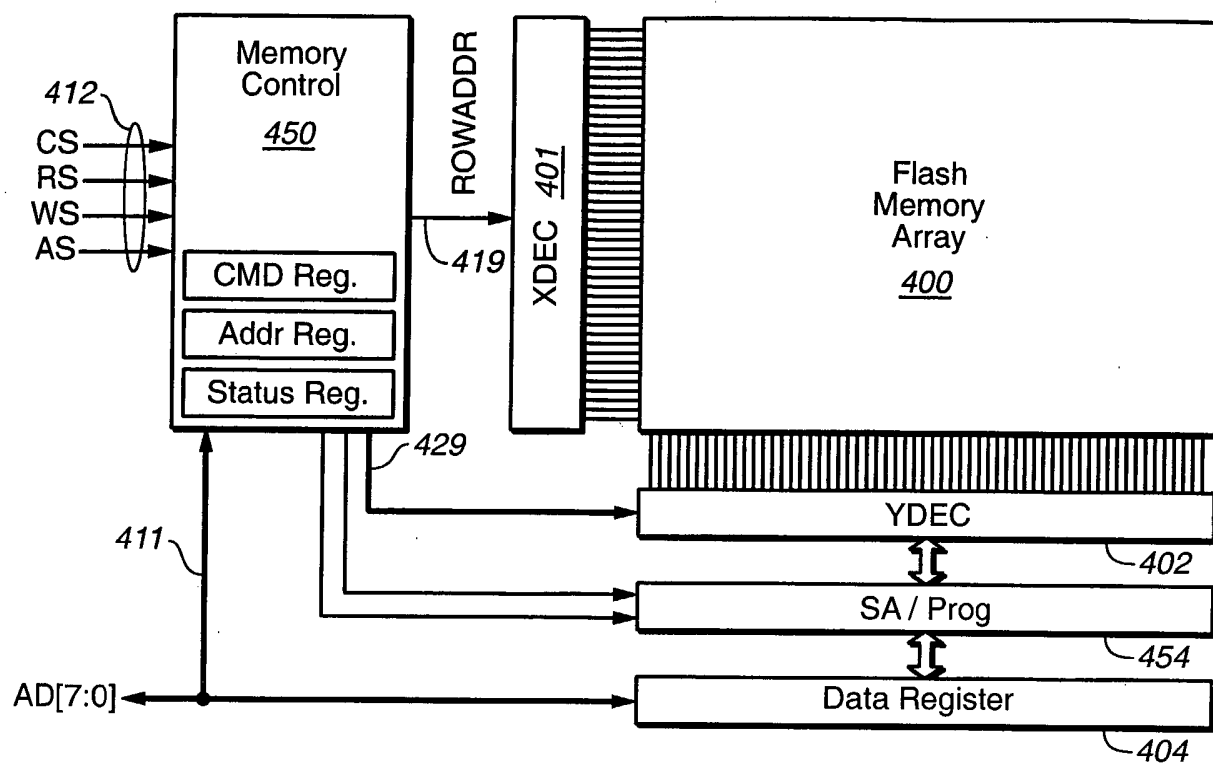 412
CS
RS
WS
AS
Memory
Control
450
CMD Reg.
Addr Reg.
Status Reg.
ROWADDR
419
XDEC 401
Flash
Memory
Array
400
429
YDEC
402
411
SA / Prog
454
AD[7:0]
Data Register
404